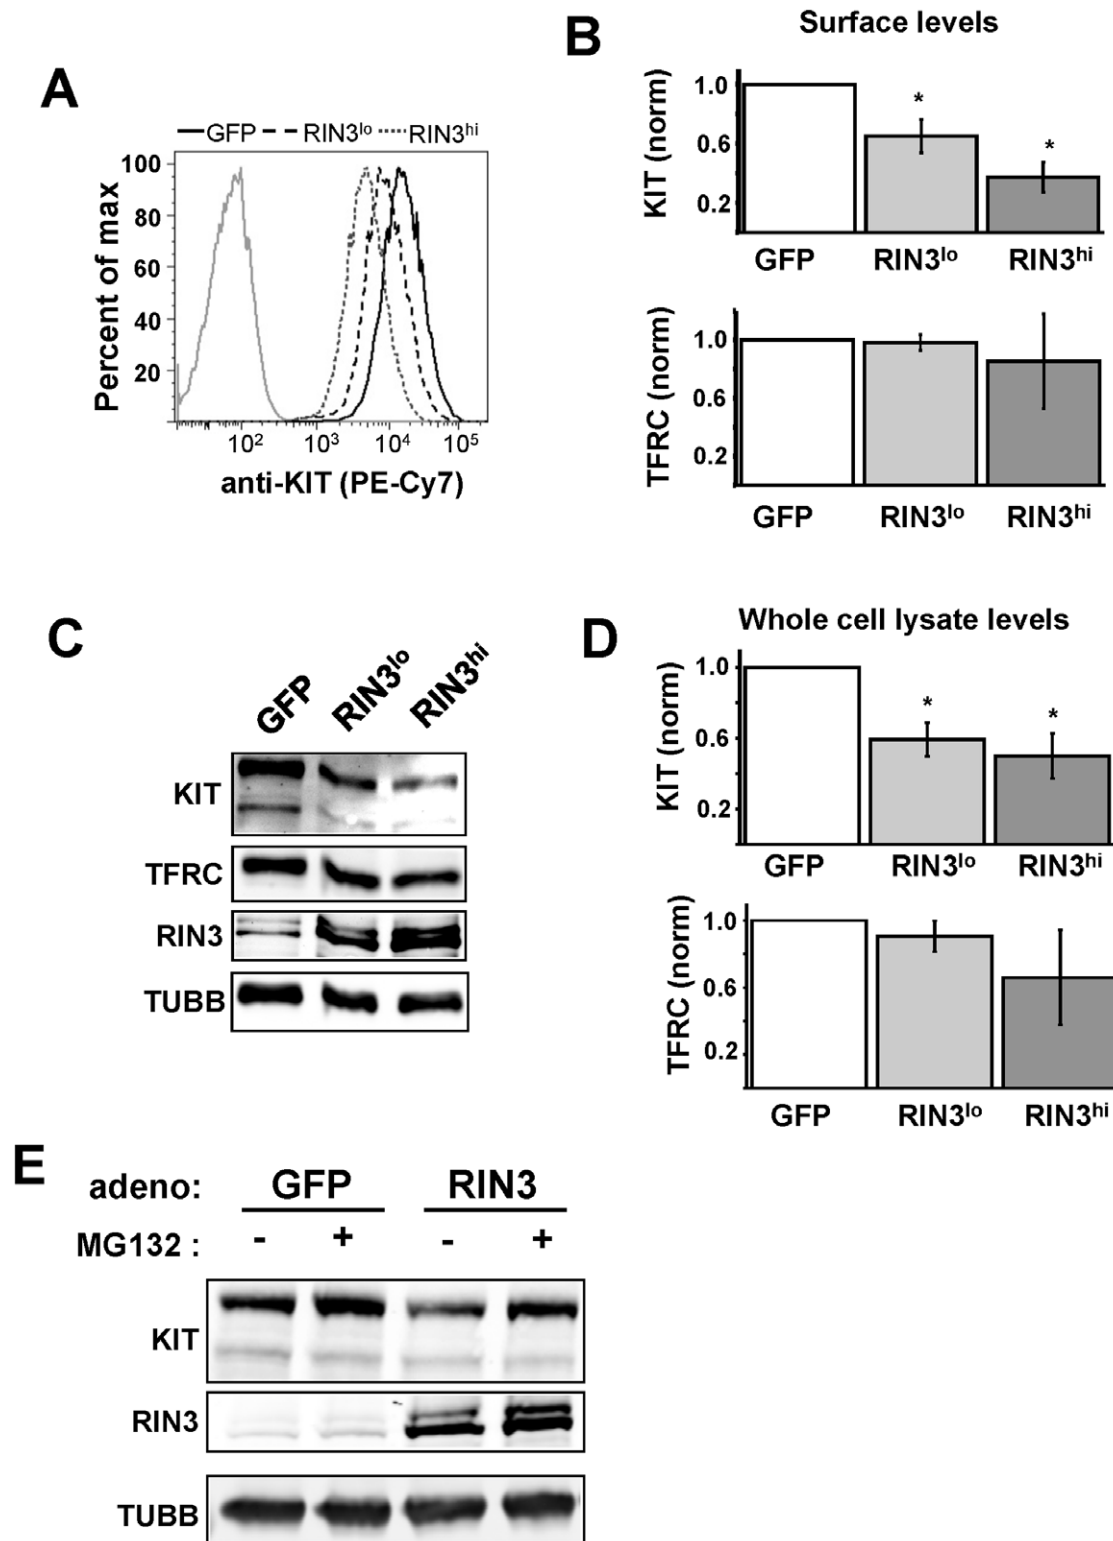 A
GFP RIN3lo RIN3hi
Percent of max
100
80
60
40
20
10² 10³ 10⁴ 10⁵
anti-KIT (PE-Cy7)
B
Surface levels
KIT (norm)
1.0
0.6
0.2
*
*
GFP RIN3lo RIN3hi
TFRC (norm)
1.0
0.6
0.2
GFP RIN3lo RIN3hi
C
GFP RIN3lo RIN3hi
KIT
TFRC
RIN3
TUBB
D
Whole cell lysate levels
KIT (norm)
1.0
0.6
0.2
* *
GFP RIN3lo RIN3hi
TFRC (norm)
1.0
0.6
0.2
GFP RIN3lo RIN3hi
E
adeno: GFP RIN3
MG132 : - + - +
KIT
RIN3
TUBB